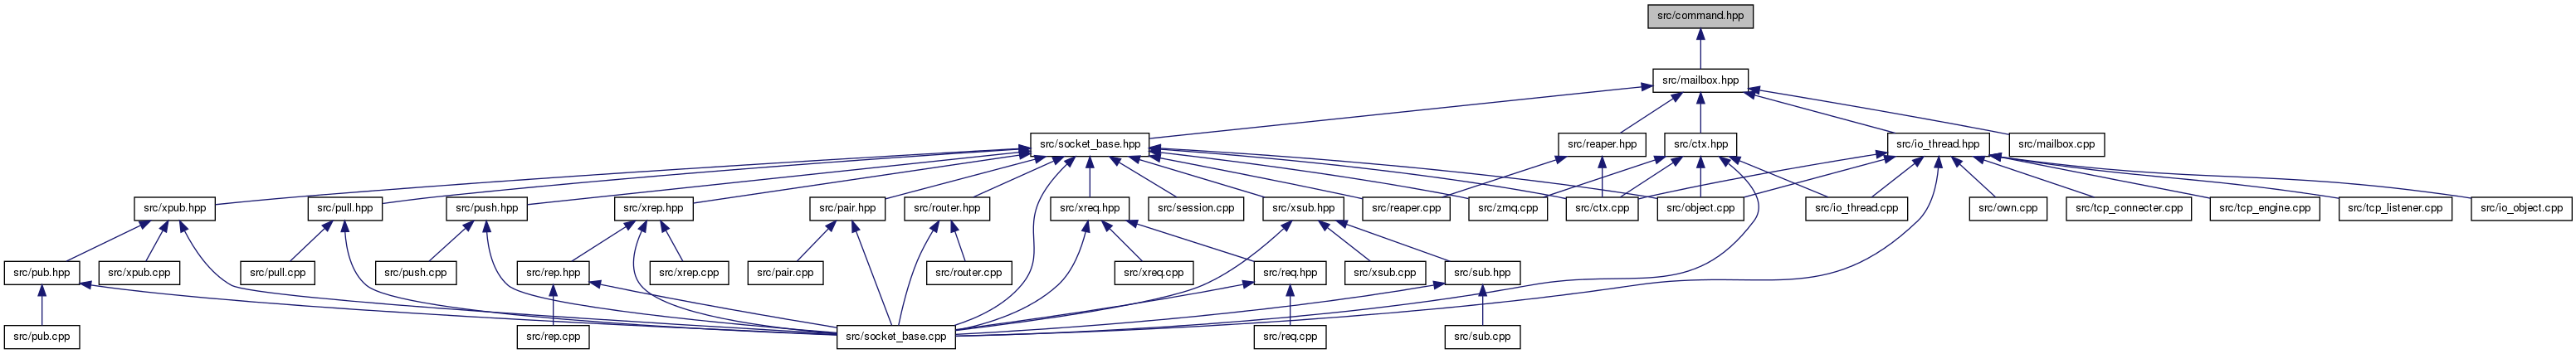 src/command.hpp
src/mailbox.hpp
src/socket_base.hpp
src/reaper.hpp
src/ctx.hpp
src/io_thread.hpp
src/mailbox.cpp
src/xpub.hpp
src/pull.hpp
src/push.hpp
src/xrep.hpp
src/pair.hpp
src/router.hpp
src/xreq.hpp
src/session.cpp
src/xsub.hpp
src/reaper.cpp
src/zmq.cpp
src/ctx.cpp
src/object.cpp
src/io_thread.cpp
src/own.cpp
src/tcp_connecter.cpp
src/tcp_engine.cpp
src/tcp_listener.cpp
src/io_object.cpp
src/pub.hpp
src/xpub.cpp
src/pull.cpp
src/push.cpp
src/rep.hpp
src/xrep.cpp
src/pair.cpp
src/router.cpp
src/xreq.cpp
src/req.hpp
src/xsub.cpp
src/sub.hpp
src/pub.cpp
src/rep.cpp
src/socket_base.cpp
src/req.cpp
src/sub.cpp